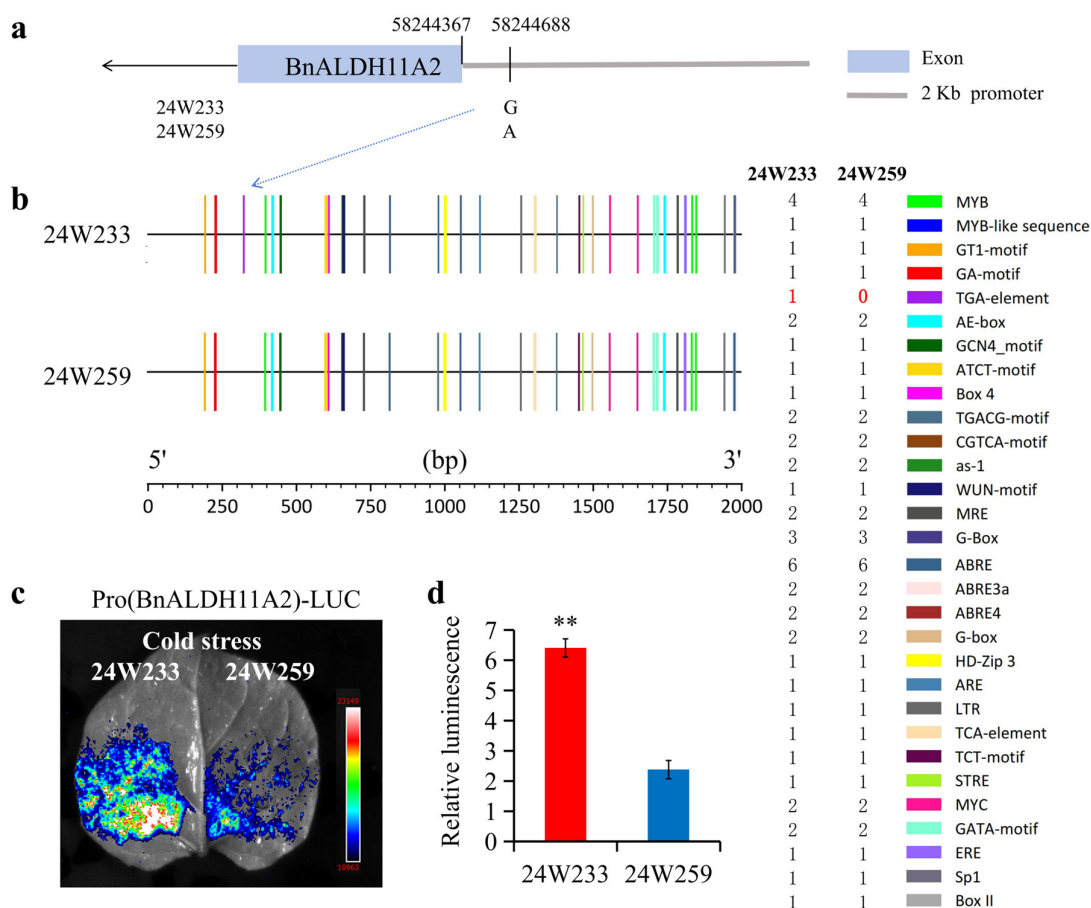 a
58244367 58244688
BnALDH11A2
Exon
2 Kb promoter
24W233 G
24W259 A
b
24W233 24W259
24W233
24W259
5' (bp) 3'
0 250 500 750 1000 1250 1500 1750 2000
4 4 MYB
1 1 MYB-like sequence
1 1 GT1-motif
1 1 GA-motif
1 0 TGA-element
2 2 AE-box
1 1 GCN4_motif
1 1 ATCT-motif
1 1 Box 4
2 2 TGACG-motif
2 2 CGTCA-motif
2 2 as-1
1 1 WUN-motif
2 2 MRE
3 3 G-Box
6 6 ABRE
2 2 ABRE3a
2 2 ABRE4
2 2 G-box
1 1 HD-Zip 3
1 1 ARE
1 1 LTR
1 1 TCA-element
1 1 TCT-motif
1 1 STRE
2 2 MYC
2 2 GATA-motif
1 1 ERE
1 1 Sp1
1 1 Box II
c
Pro(BnALDH11A2)-LUC
Cold stress
24W233 24W259
23149
10963
d
Relative luminescence
7
6
5
4
3
2
1
0
**
24W233 24W259